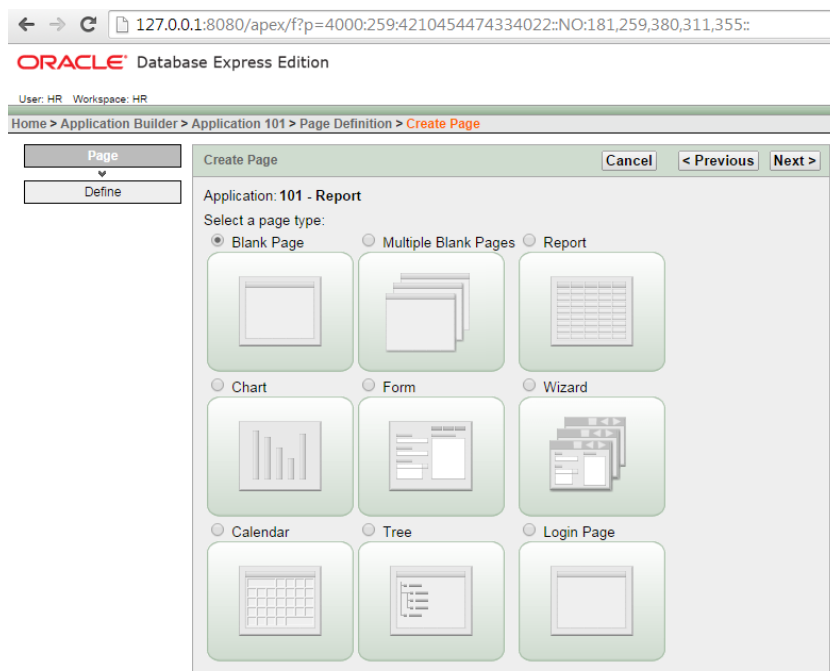 127.0.0.1:8080/apex/f?p=4000:259:4210454474334022::NO:181,259,380,311,355::
ORACLE Database Express Edition
User: HR Workspace: HR
Home > Application Builder > Application 101 > Page Definition > Create Page
Page
Define
Create Page
Cancel
< Previous
Next >
Application: 101 - Report
Select a page type:
Blank Page
Multiple Blank Pages
Report
Chart
Form
Wizard
Calendar
Tree
Login Page